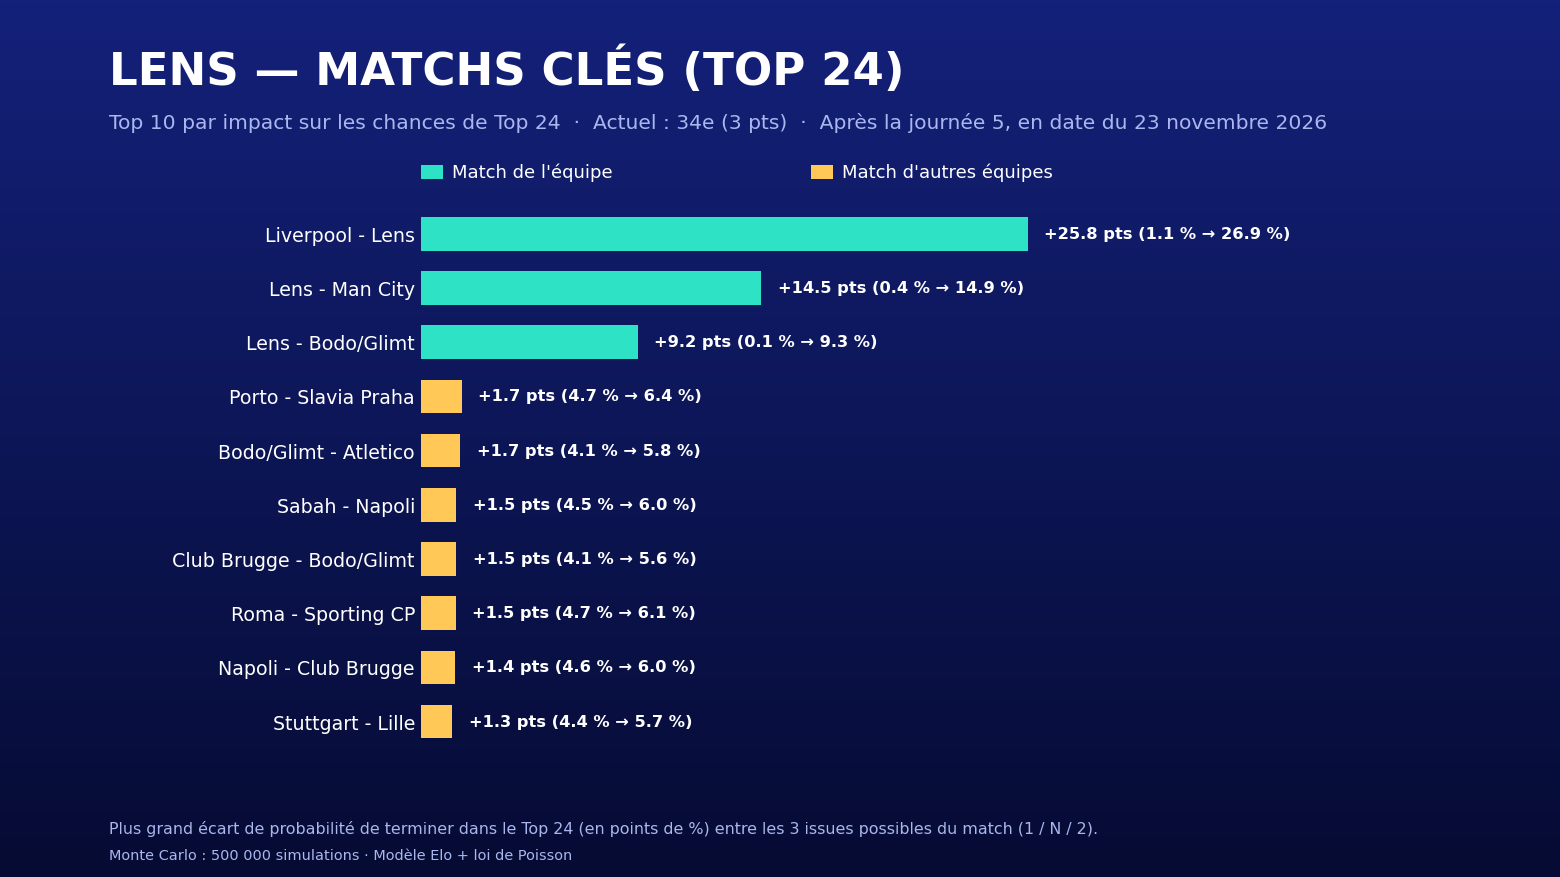 LENS — MATCHS CLÉS (TOP 24)
Top 10 par impact sur les chances de Top 24 · Actuel : 34e (3 pts) · Après la journée 5, en date du 23 novembre 2026
Match de l'équipe
Match d'autres équipes
Liverpool - Lens +25.8 pts (1.1 % → 26.9 %)
Lens - Man City +14.5 pts (0.4 % → 14.9 %)
Lens - Bodo/Glimt +9.2 pts (0.1 % → 9.3 %)
Porto - Slavia Praha +1.7 pts (4.7 % → 6.4 %)
Bodo/Glimt - Atletico +1.7 pts (4.1 % → 5.8 %)
Sabah - Napoli +1.5 pts (4.5 % → 6.0 %)
Club Brugge - Bodo/Glimt +1.5 pts (4.1 % → 5.6 %)
Roma - Sporting CP +1.5 pts (4.7 % → 6.1 %)
Napoli - Club Brugge +1.4 pts (4.6 % → 6.0 %)
Stuttgart - Lille +1.3 pts (4.4 % → 5.7 %)
Plus grand écart de probabilité de terminer dans le Top 24 (en points de %) entre les 3 issues possibles du match (1 / N / 2).
Monte Carlo : 500 000 simulations · Modèle Elo + loi de Poisson